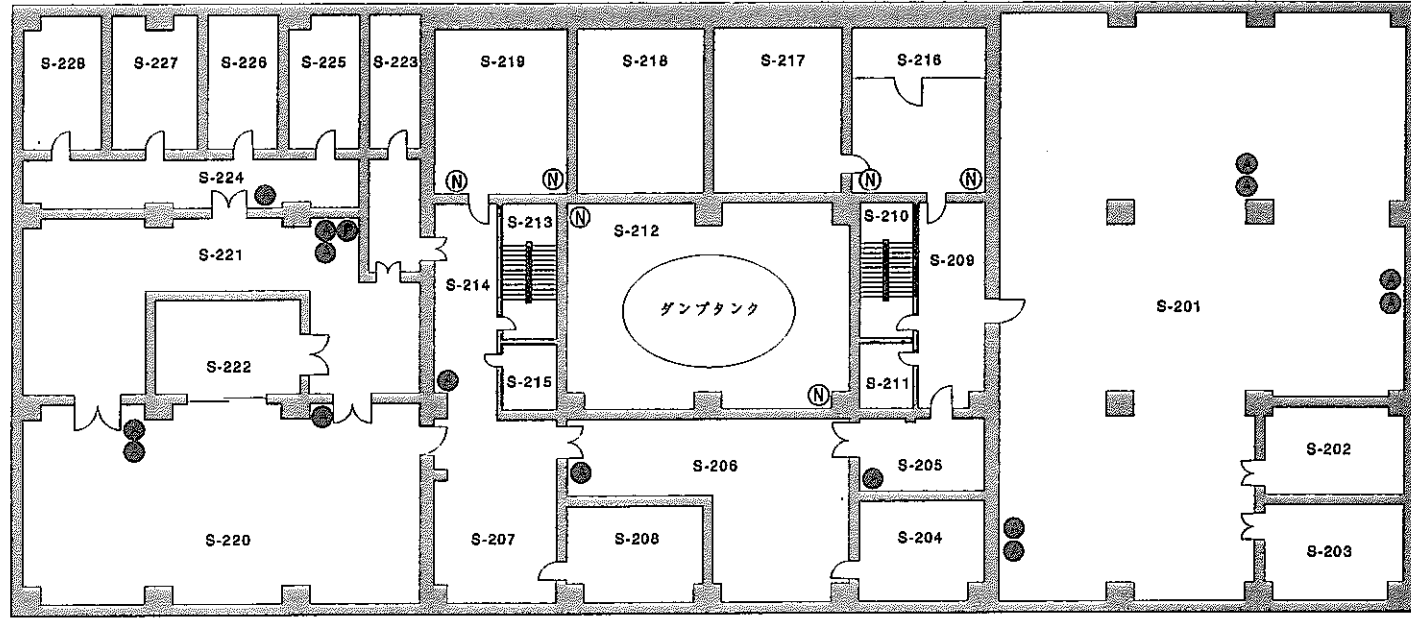 S-228
S-227
S-226
S-225
S-223
S-219
S-218
S-217
S-216
S-224
N
N
N
N
A
S-213
N
S-210
A P
A
A
A
S-221
S-212
S-209
S-214
ダンプタンク
A
A
S-201
S-222
A
S-215
S-211
N
A
A
A
S-206
S-205
S-202
A
A
S-220
S-207
S-208
S-204
A
A
S-203